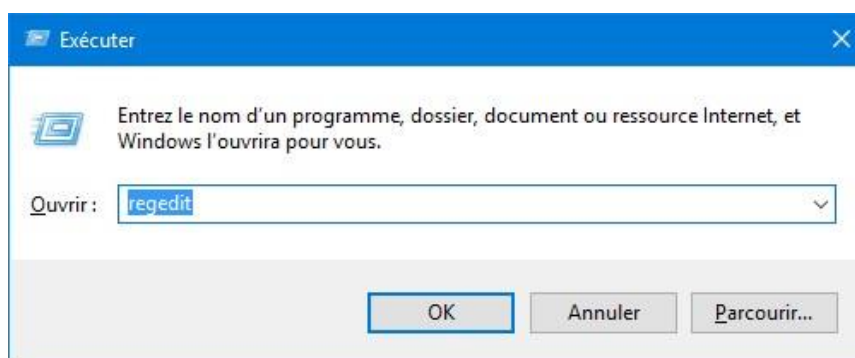 Exécuter
Entrez le nom d'un programme, dossier, document ou ressource Internet, et
Windows l'ouvrira pour vous.
Ouvrir : regedit
OK Annuler Parcourir...